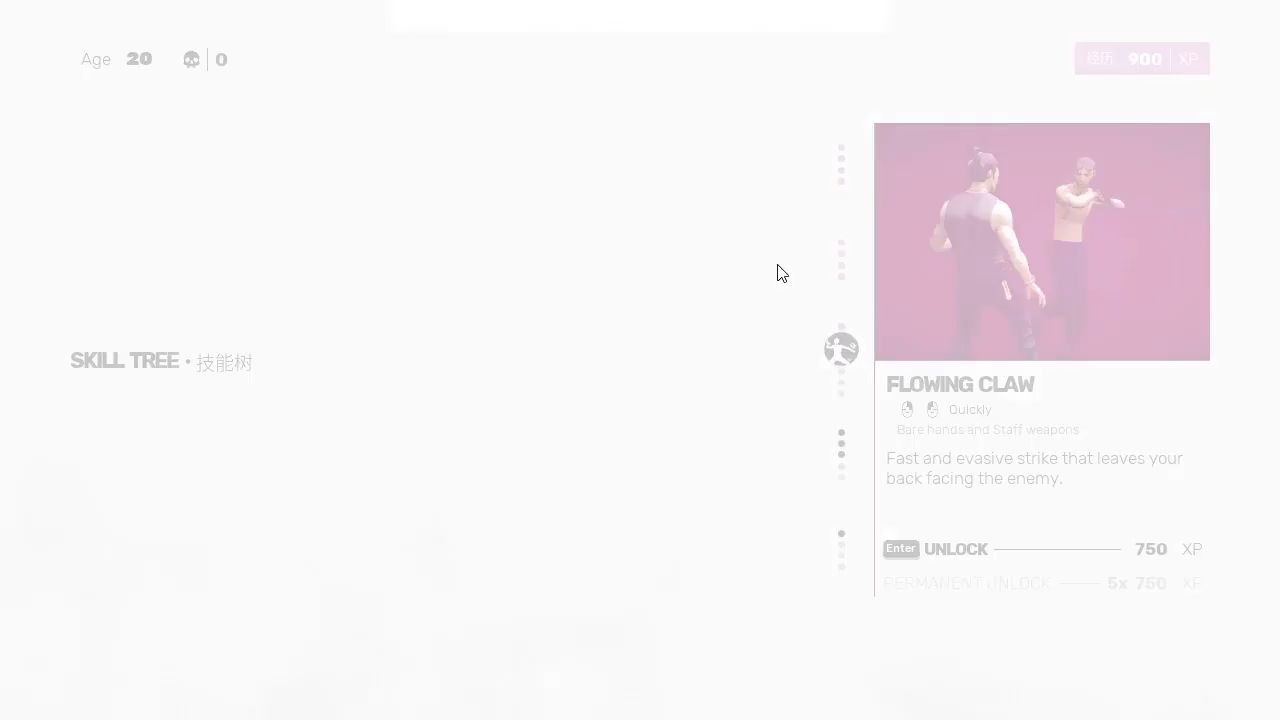 Age 20 0
经历 900 XP
SKILL TREE • 技能树
FLOWING CLAW
Quickly
Bare hands and Staff weapons
Fast and evasive strike that leaves your
back facing the enemy.
Enter UNLOCK 750 XP
PERMANENT UNLOCK 5x 750 XP